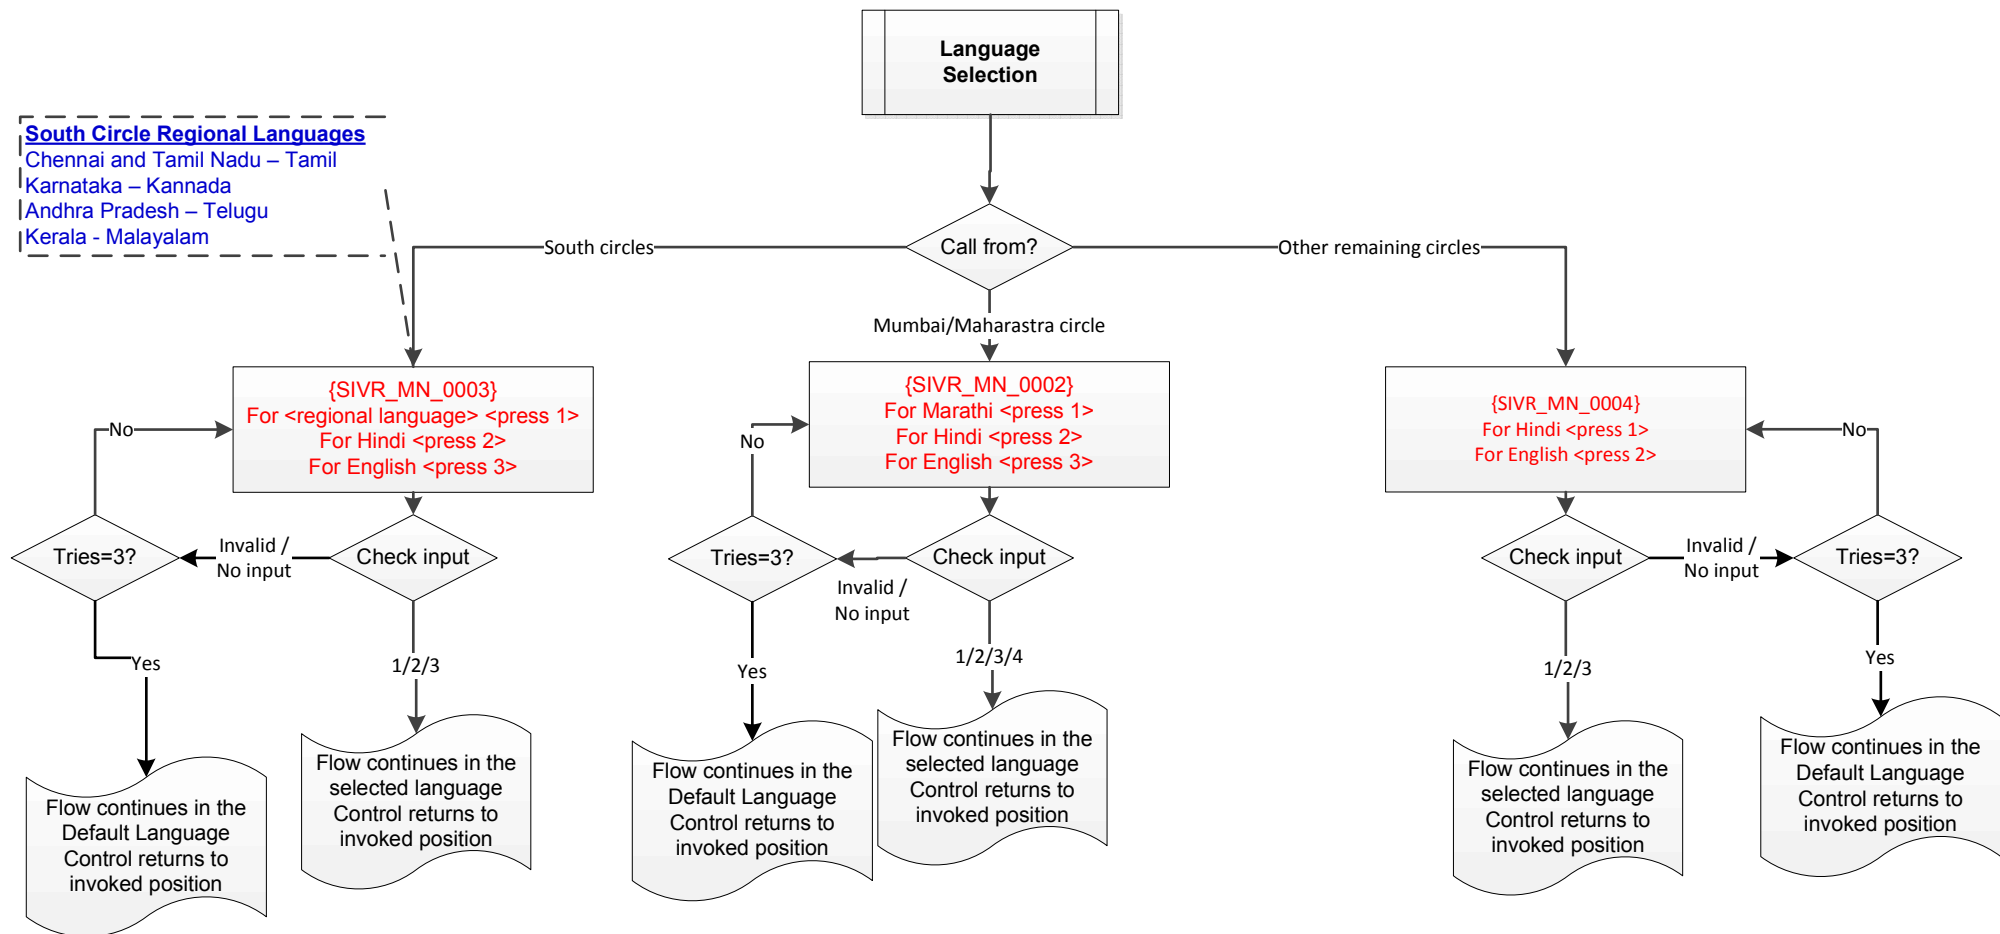 Language
Selection
South Circle Regional Languages
Chennai and Tamil Nadu – Tamil
Karnataka – Kannada
Andhra Pradesh – Telugu
Kerala - Malayalam
South circles
Call from?
Other remaining circles
Mumbai/Maharastra circle
{SIVR_MN_0003}
For <regional language> <press 1>
For Hindi <press 2>
For English <press 3>
No
Tries=3?
Invalid /
No input
Check input
Yes
1/2/3
Flow continues in the
Default Language
Control returns to
invoked position
Flow continues in the
selected language
Control returns to
invoked position
{SIVR_MN_0002}
For Marathi <press 1>
For Hindi <press 2>
For English <press 3>
No
Tries=3?
Invalid /
No input
Check input
Yes
1/2/3/4
Flow continues in the
Default Language
Control returns to
invoked position
Flow continues in the
selected language
Control returns to
invoked position
{SIVR_MN_0004}
For Hindi <press 1>
For English <press 2>
No
Check input
Invalid /
No input
Tries=3?
1/2/3
Yes
Flow continues in the
selected language
Control returns to
invoked position
Flow continues in the
Default Language
Control returns to
invoked position